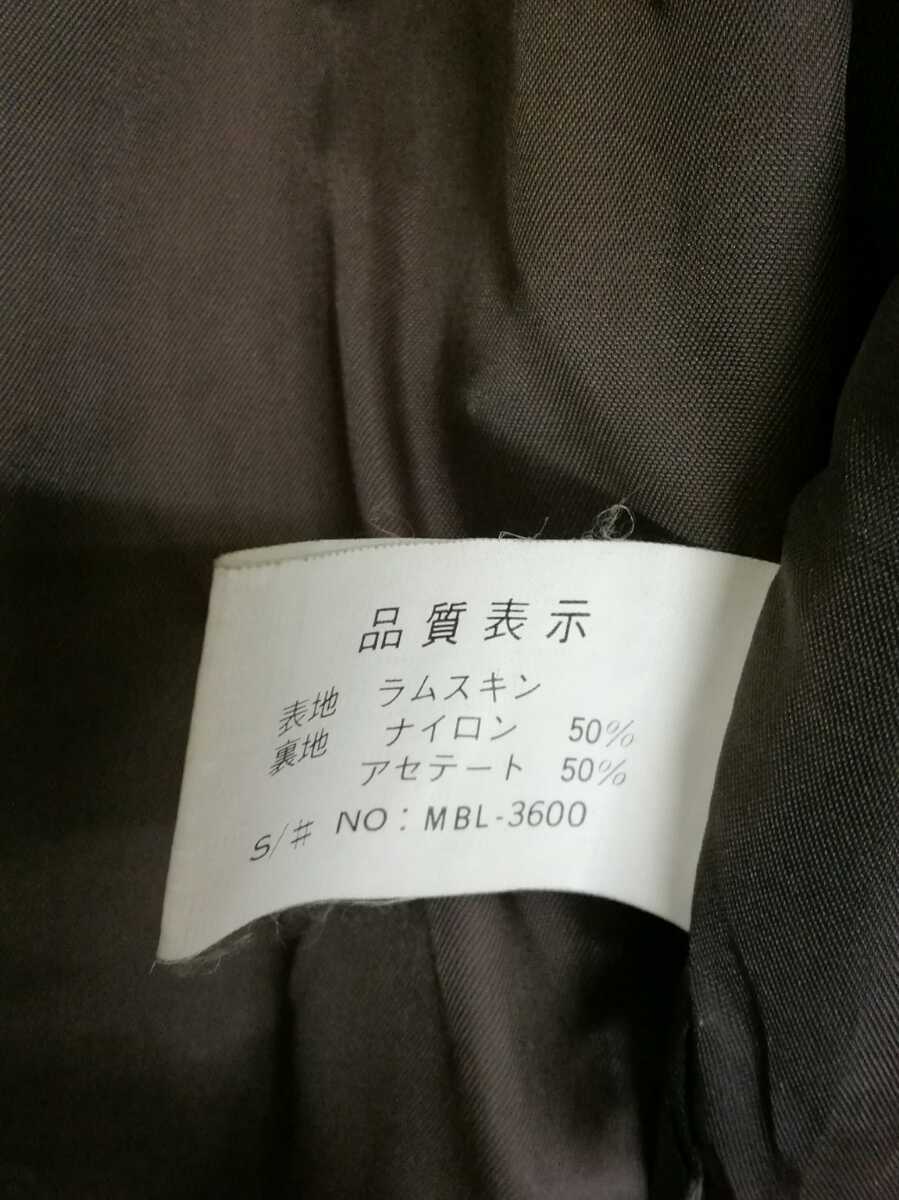 品質表示
表地 ラムスキン
裏地 ナイロン 50%
アセテート 50%
S/# NO: MBL-3600